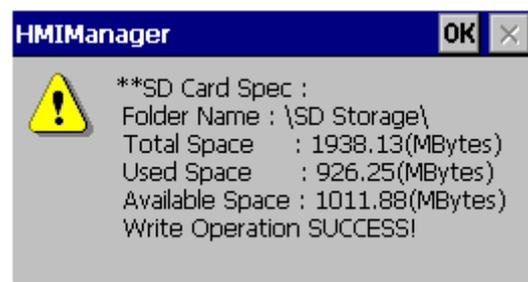 HMIManager OK
**SD Card Spec :
Folder Name : \SD Storage\
Total Space : 1938.13(MBytes)
Used Space : 926.25(MBytes)
Available Space : 1011.88(MBytes)
Write Operation SUCCESS!